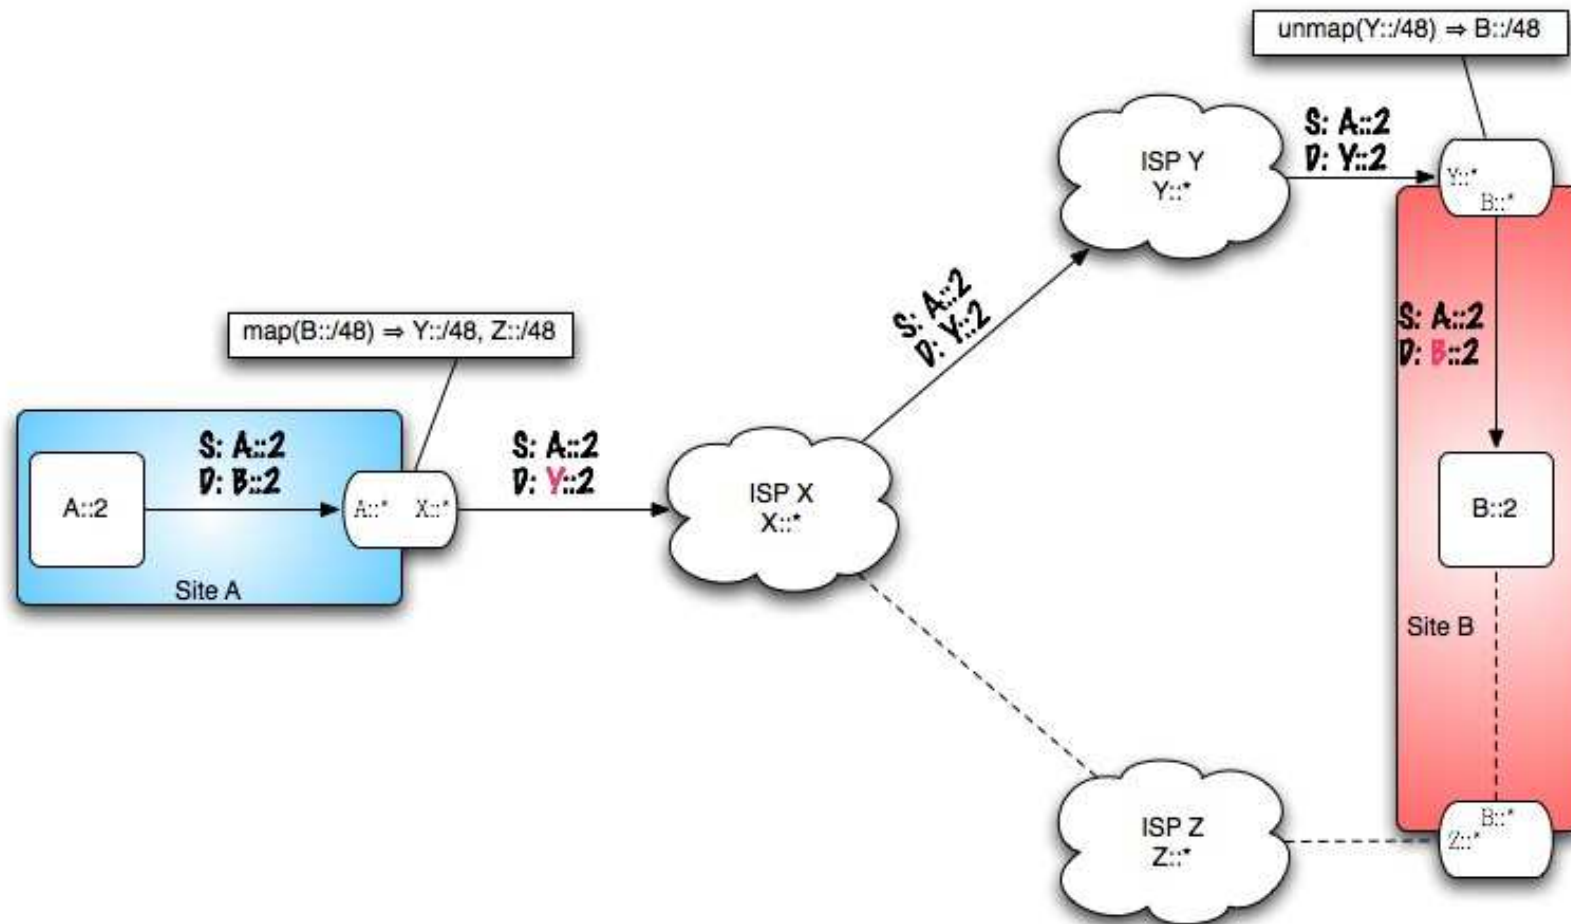 unmap(Y::/48) ⇒ B::/48
ISP Y
Y::*
S: A::2
D: Y::2
Y::*
B::*
S: A::2
D: Y::2
map(B::/48) ⇒ Y::/48, Z::/48
S: A::2
D: B::2
A::2
A::*
X::*
Site A
S: A::2
D: Y::2
ISP X
X::*
S: A::2
D: B::2
B::2
Site B
ISP Z
Z::*
B::*
Z::*